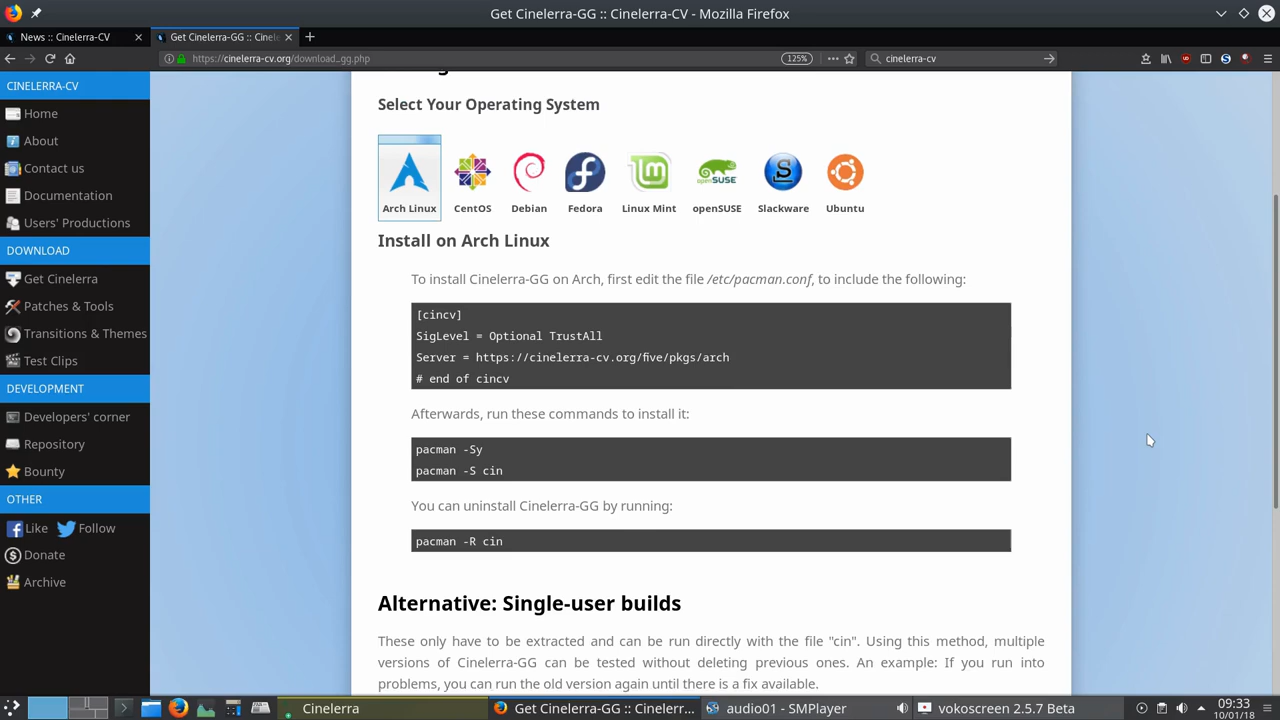 Get Cinelerra-GG :: Cinelerra-CV - Mozilla Firefox
News :: Cinelerra-CV
Get Cinelerra-GG :: Cinele
https://cinelerra-cv.org/download_gg.php
125%
cinelerra-cv
CINELERRA-CV
Home
About
Contact us
Documentation
Users' Productions
DOWNLOAD
Get Cinelerra
Patches & Tools
Transitions & Themes
Test Clips
DEVELOPMENT
Developers' corner
Repository
Bounty
OTHER
Like Follow
Donate
Archive
Select Your Operating System
Arch Linux CentOS Debian Fedora Linux Mint openSUSE Slackware Ubuntu
Install on Arch Linux
To install Cinelerra-GG on Arch, first edit the file /etc/pacman.conf, to include the following:
[cincv]
SigLevel = Optional TrustAll
Server = https://cinelerra-cv.org/five/pkgs/arch
# end of cincv
Afterwards, run these commands to install it:
pacman -Sy
pacman -S cin
You can uninstall Cinelerra-GG by running:
pacman -R cin
Alternative: Single-user builds
These only have to be extracted and can be run directly with the file "cin". Using this method, multiple
versions of Cinelerra-GG can be tested without deleting previous ones. An example: If you run into
problems, you can run the old version again until there is a fix available.
Cinelerra
Get Cinelerra-GG :: Cinelerr...
audio01 - SMPlayer
vokoscreen 2.5.7 Beta
09:33
10/01/18